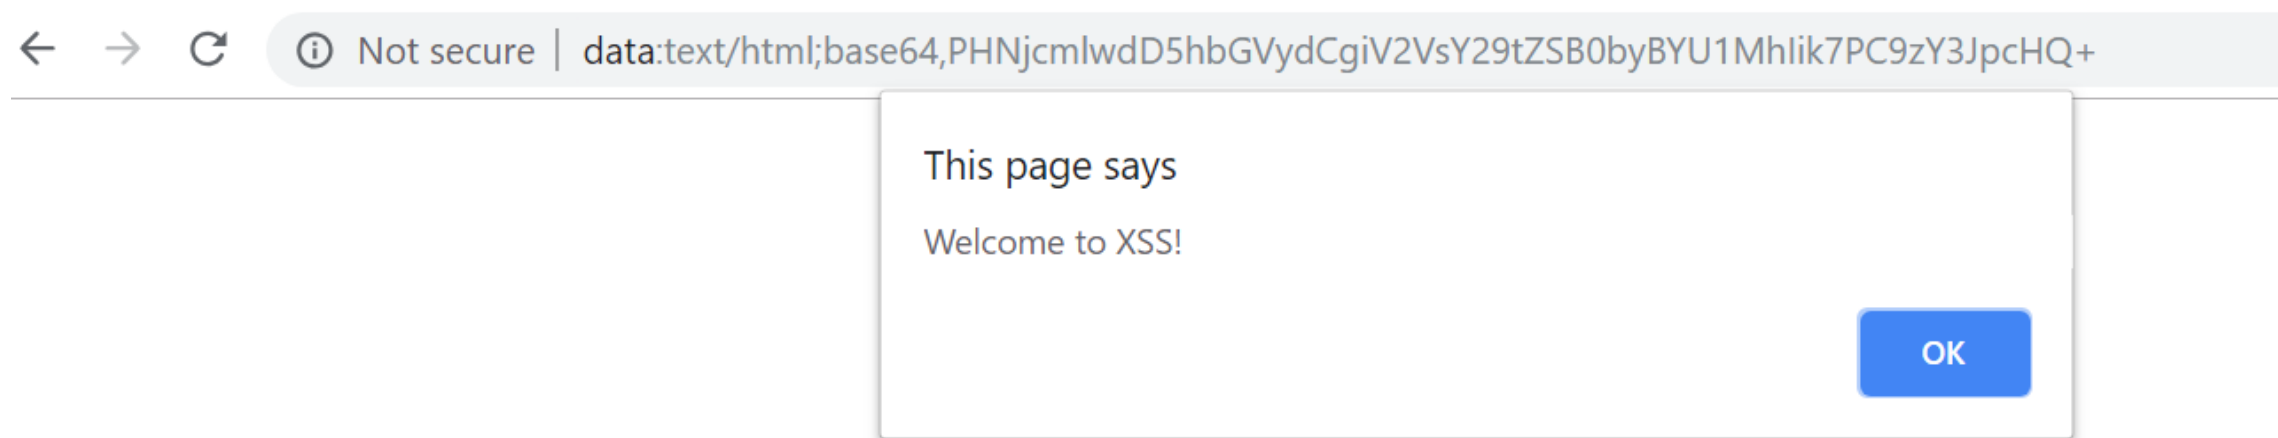 Not secure | data:text/html;base64,PHNjcmlwdD5hbGVydCgiV2VsY29tZSB0byBYU1MhIik7PC9zY3JpcHQ+
This page says
Welcome to XSS!
OK